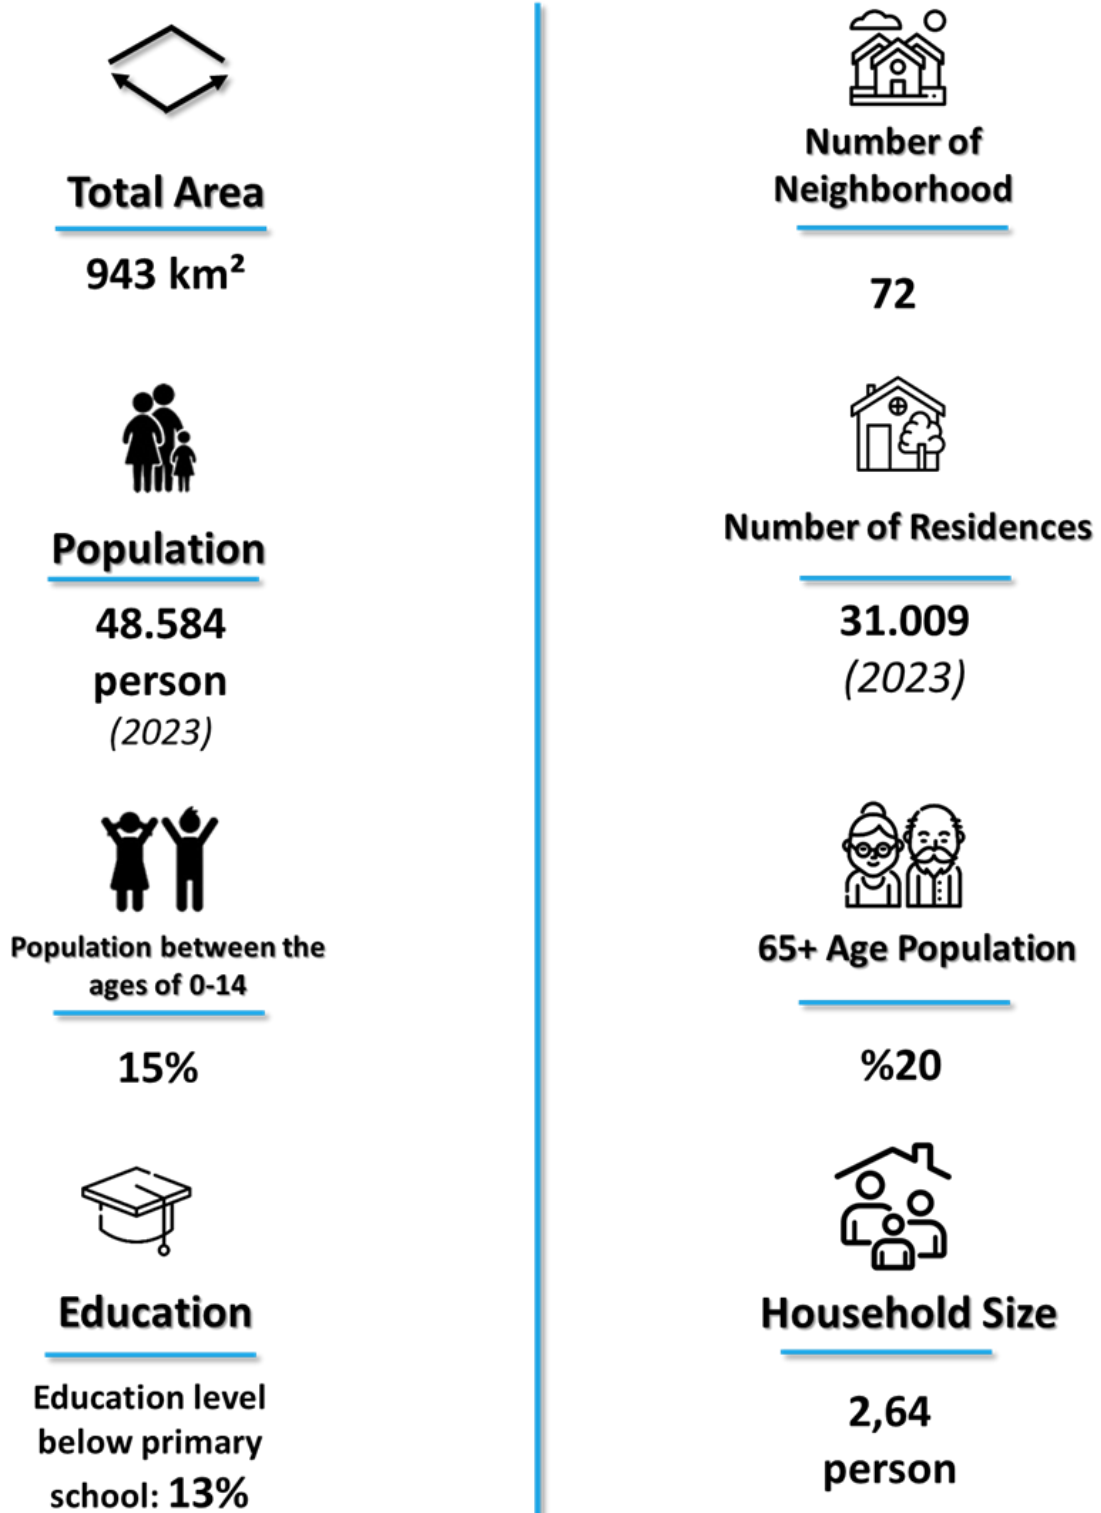 Total Area
943 km²
Population
48.584
person
(2023)
Population between the
ages of 0-14
15%
Education
Education level
below primary
school: 13%
Number of
Neighborhood
72
Number of Residences
31.009
(2023)
65+ Age Population
%20
Household Size
2,64
person